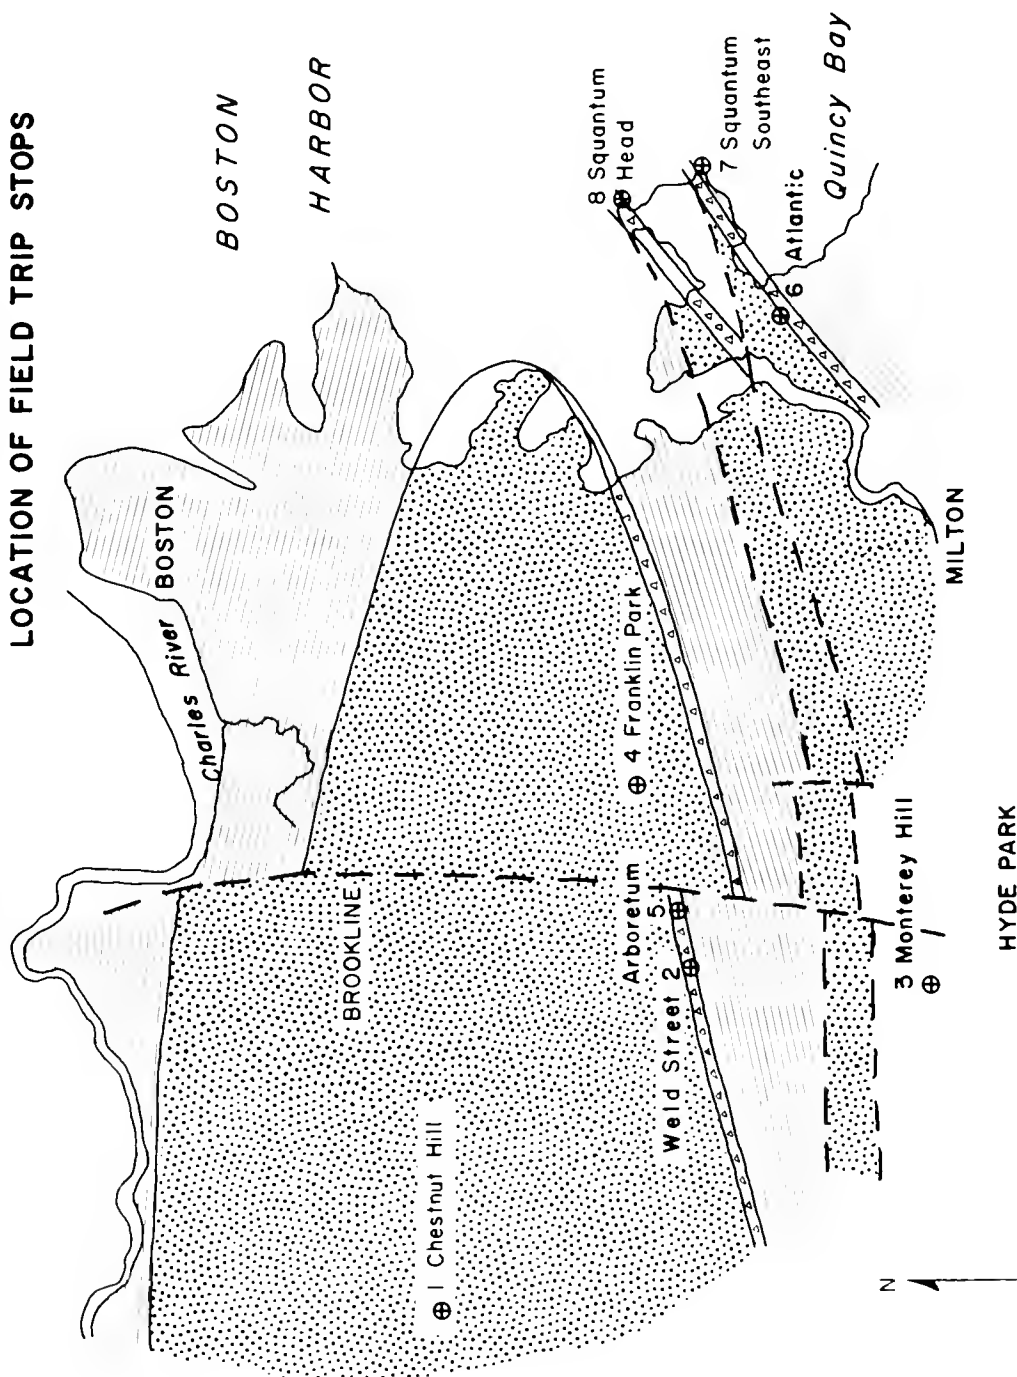 LOCATION OF FIELD TRIP STOPS
BOSTON
HARBOR
Charles River
BOSTON
BROOKLINE
1 Chestnut Hill
Weld Street 2
Arboretum
5
4 Franklin Park
3 Monterey Hill
8 Squantum
Head
7 Squantum
Southeast
6 Atlantic
Quincy Bay
MILTON
HYDE PARK
N